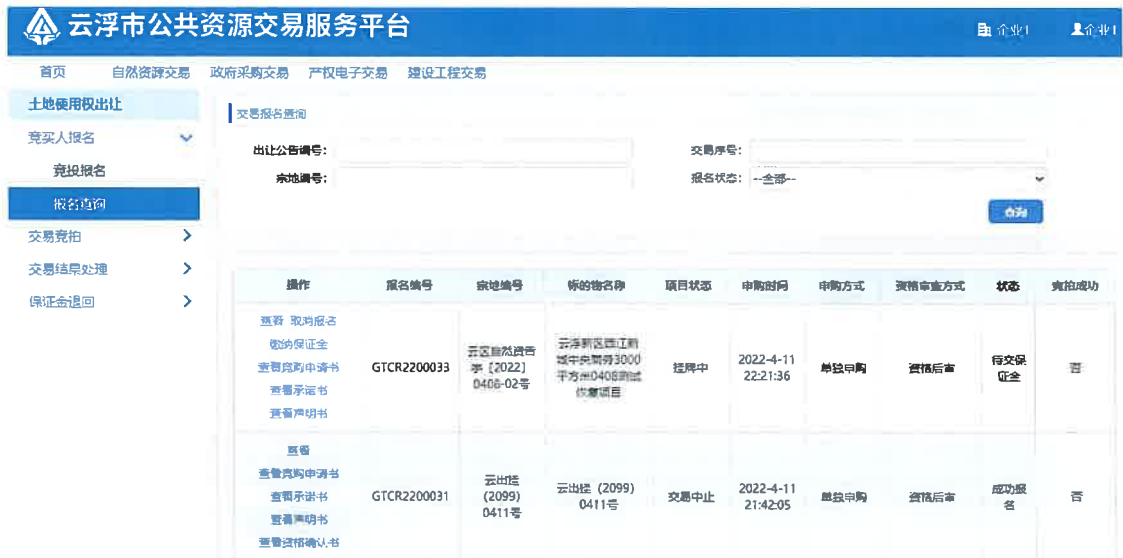 云浮市公共资源交易服务平台
企业1 企业1
首页 自然资源交易 政府采购交易 产权电子交易 建设工程交易
土地使用权出让
竞买人报名
竞投报名
报名查询
交易竞拍
交易结果处理
保证金退回
交易报名查询
出让公告编号: 交易序号:
宗地编号: 报名状态: --全部--
查询
操作 报名编号 宗地编号 标的物名称 项目状态 申购时间 申购方式 资格审查方式 状态 竞拍成功
查看 取消报名
缴纳保证金
查看竞购申请书
查看承诺书
查看声明书
GTCR2200033
云区自然资告
字〔2022〕
0408-02号
云浮新区西江新
城中央商务3000
平方米0408测试
恢复项目
挂牌中
2022-4-11
22:21:36
单独申购
资格后审
待交保
证金
否
查看
查看竞购申请书
查看承诺书
查看声明书
查看资格确认书
GTCR2200031
云出挂
(2099)
0411号
云出挂 (2099)
0411号
交易中止
2022-4-11
21:42:05
单独申购
资格后审
成功报
名
否